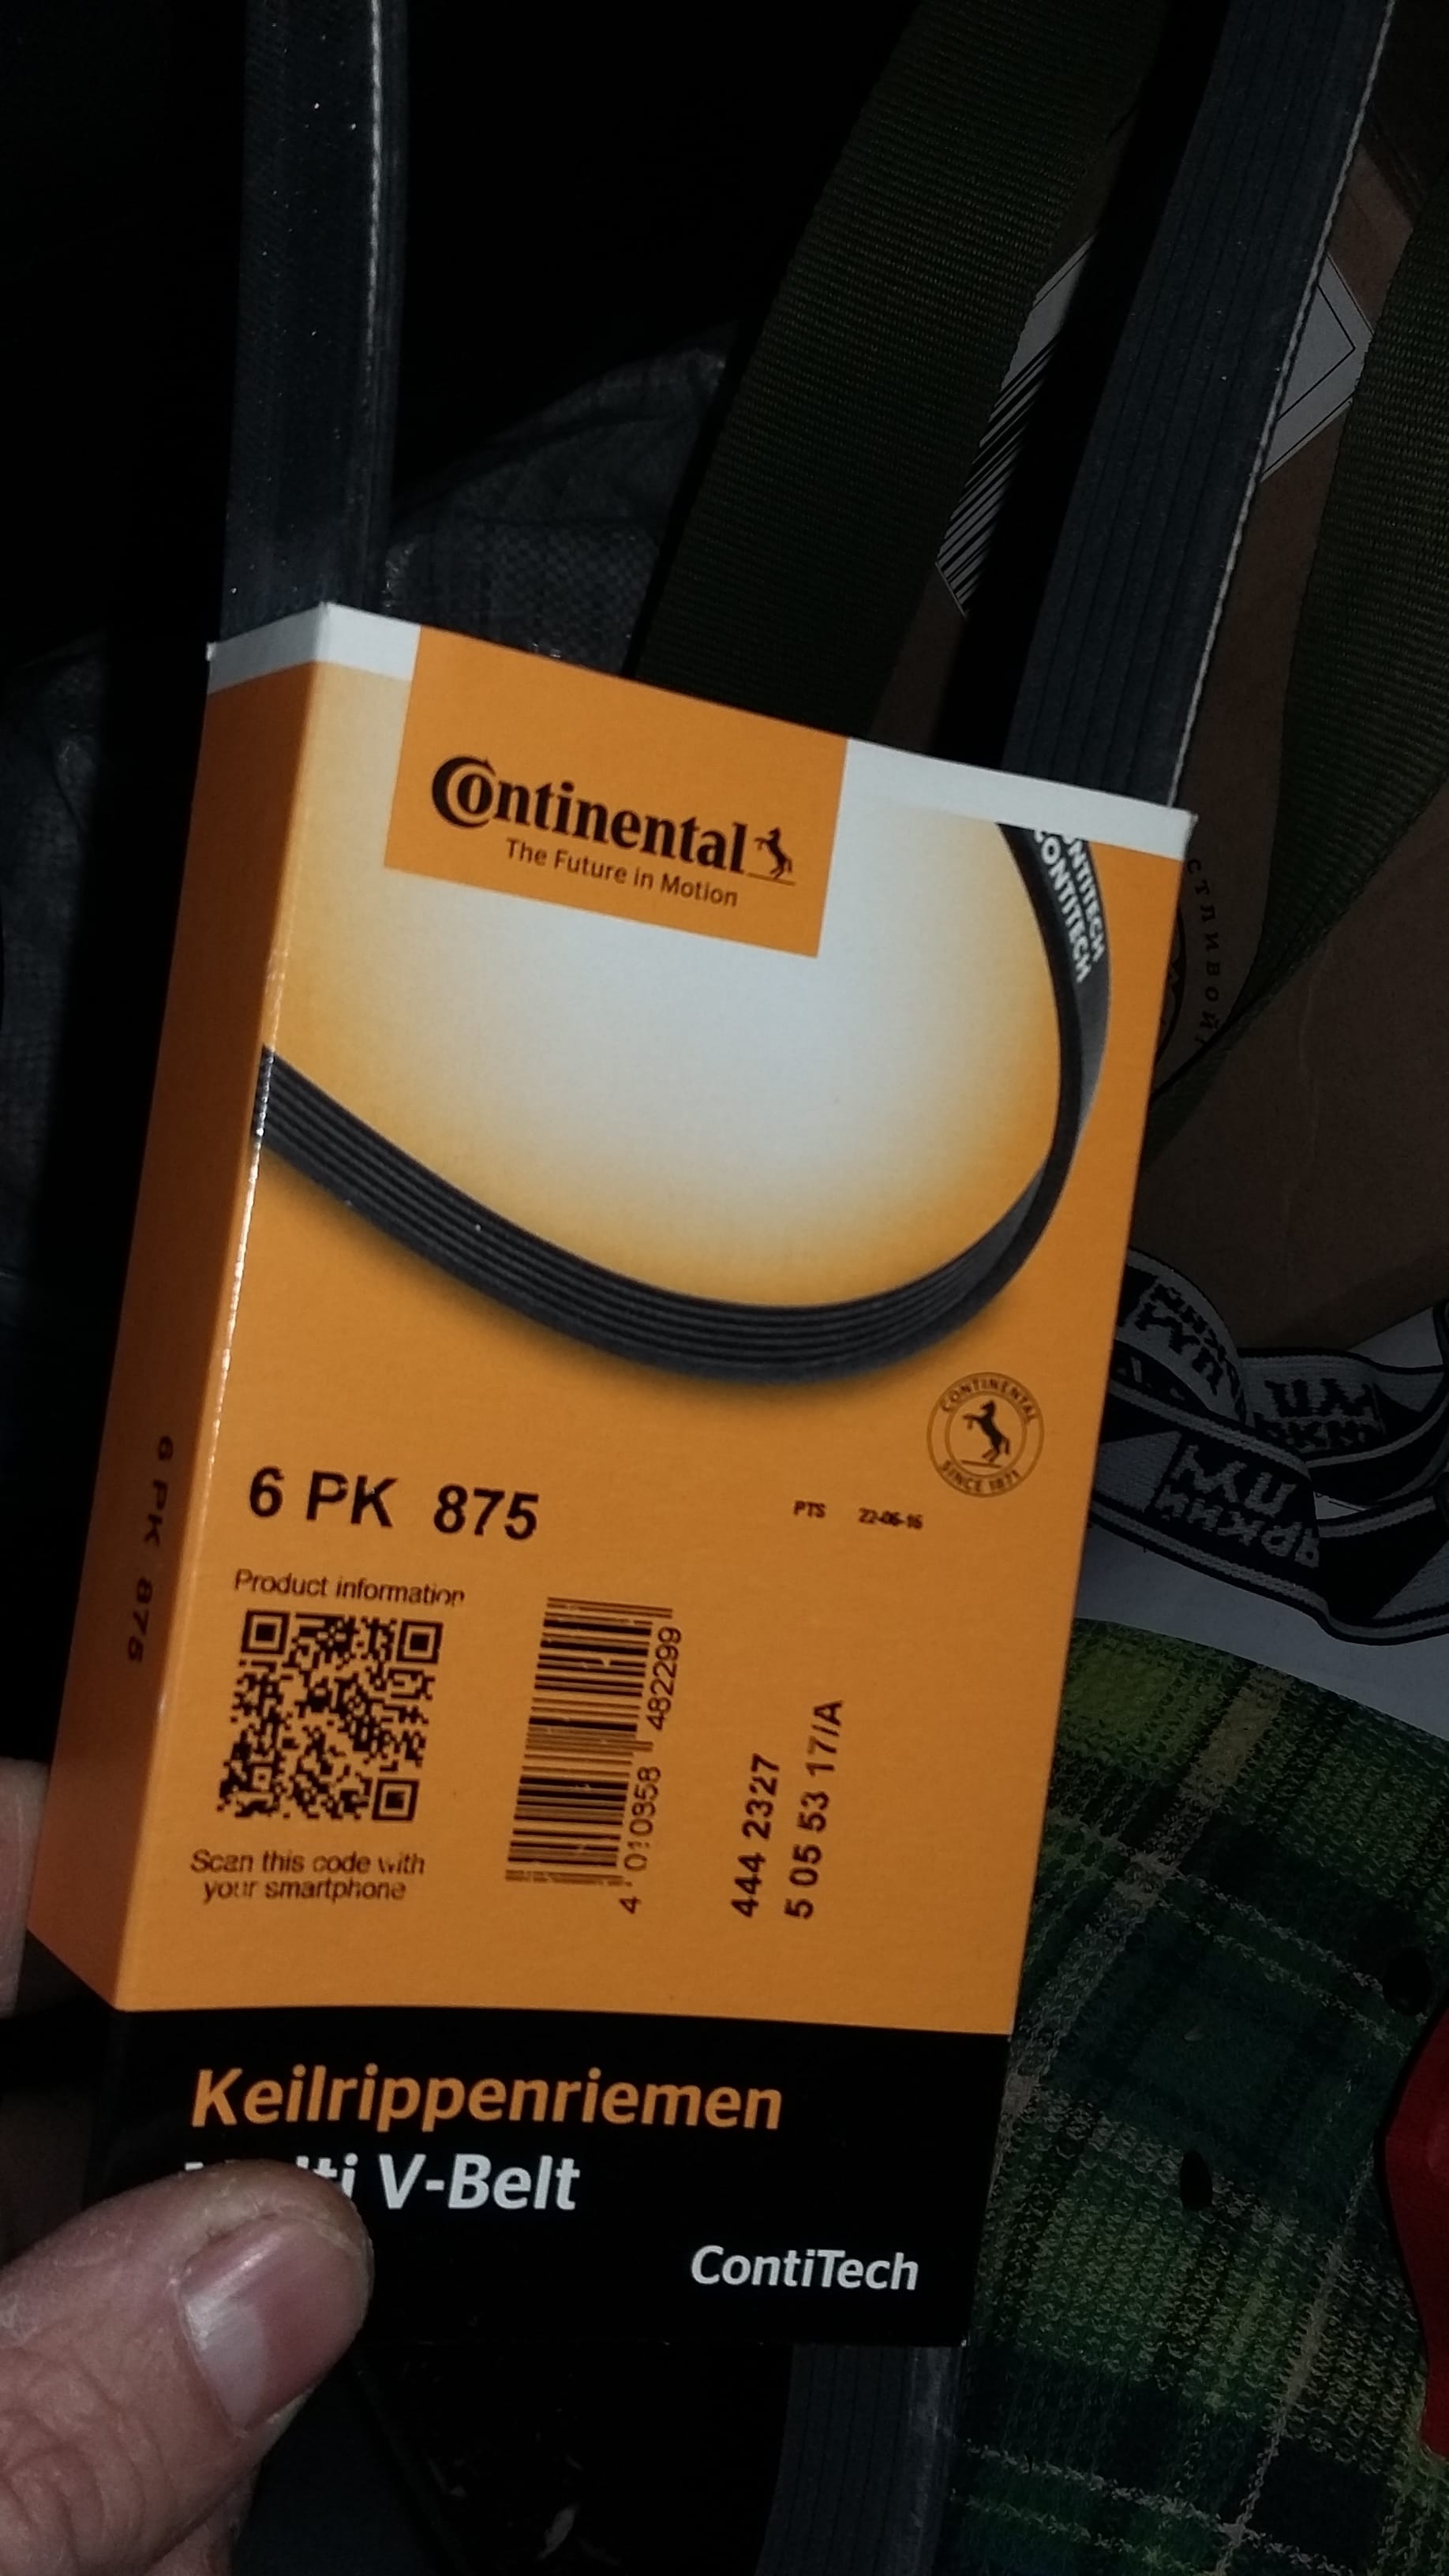 Continental
The Future in Motion
CONTITECH
CONTINENTAL
SINCE 1871
6 PK 875
PTS 22-06-16
6 PK 875
Product information
Scan this code with
your smartphone
4 010858 482299
444 2327
5 05 53 17/A
Keilrippenriemen
V-Belt
ContiTech